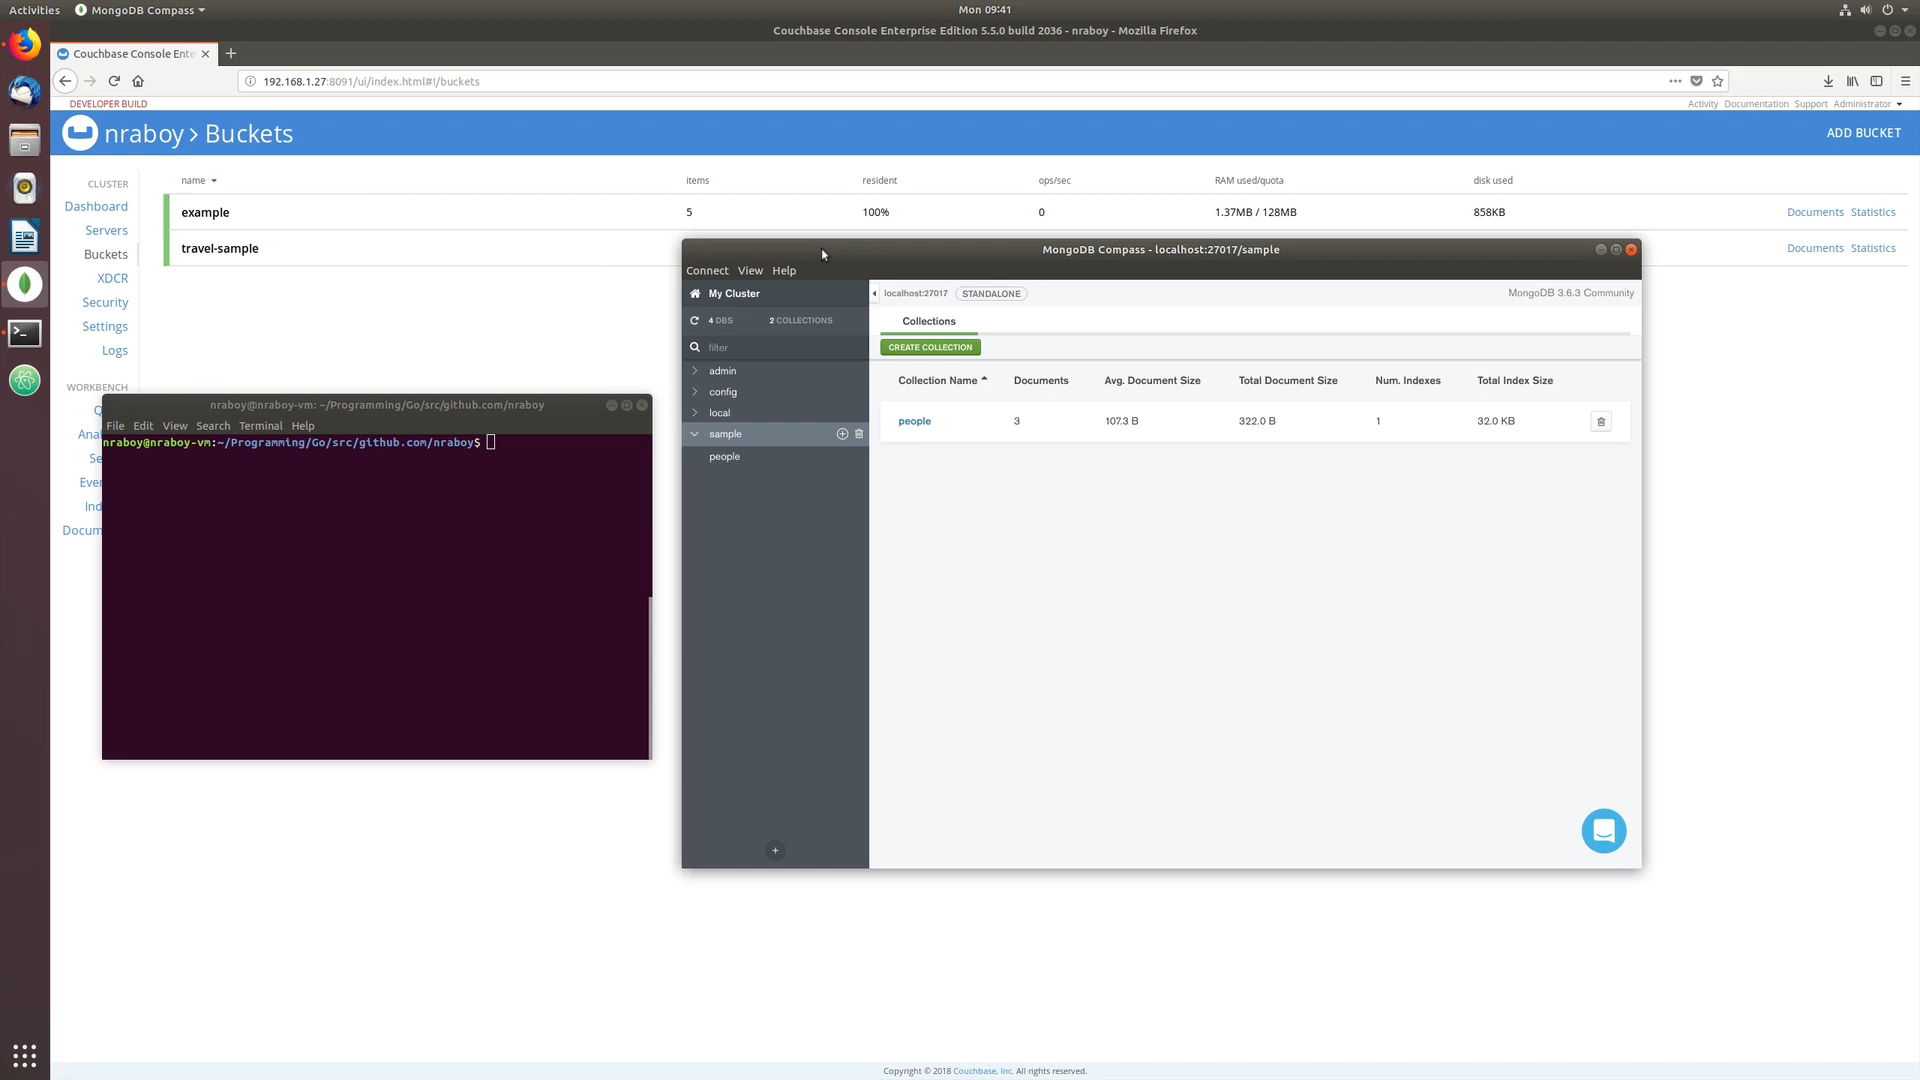 Activities MongoDB Compass Mon 09:41
Couchbase Console Enterprise Edition 5.5.0 build 2036 - nraboy - Mozilla Firefox
Couchbase Console Ente
192.168.1.27:8091/ui/index.html#!/buckets
DEVELOPER BUILD Activity Documentation Support Administrator
nraboy > Buckets ADD BUCKET
CLUSTER
Dashboard
Servers
Buckets
XDCR
Security
Settings
Logs
WORKBENCH
Q
Ana
Se
Eve
Ind
Docum
name items resident ops/sec RAM used/quota disk used
example 5 100% 0 1.37MB / 128MB 858KB Documents Statistics
travel-sample Documents Statistics
nraboy@nraboy-vm: ~/Programming/Go/src/github.com/nraboy
File Edit View Search Terminal Help
nraboy@nraboy-vm:~/Programming/Go/src/github.com/nraboy$
MongoDB Compass - localhost:27017/sample
Connect View Help
My Cluster
4 DBS 2 COLLECTIONS
filter
admin
config
local
sample
people
localhost:27017 STANDALONE MongoDB 3.6.3 Community
Collections
CREATE COLLECTION
Collection Name Documents Avg. Document Size Total Document Size Num. Indexes Total Index Size
people 3 107.3 B 322.0 B 1 32.0 KB
Copyright © 2018 Couchbase, Inc. All rights reserved.